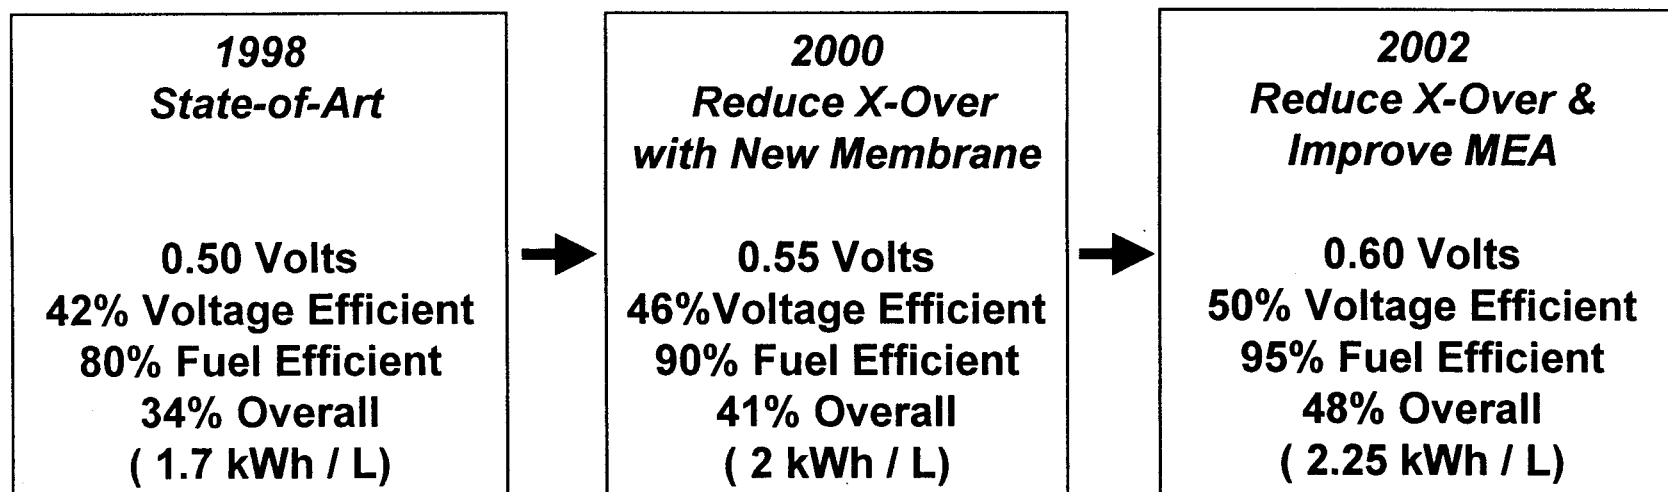 1998
State-of-Art
0.50 Volts
42% Voltage Efficient
80% Fuel Efficient
34% Overall
( 1.7 kWh / L)
2000
Reduce X-Over
with New Membrane
0.55 Volts
46%Voltage Efficient
90% Fuel Efficient
41% Overall
( 2 kWh / L)
2002
Reduce X-Over &
Improve MEA
0.60 Volts
50% Voltage Efficient
95% Fuel Efficient
48% Overall
( 2.25 kWh / L)